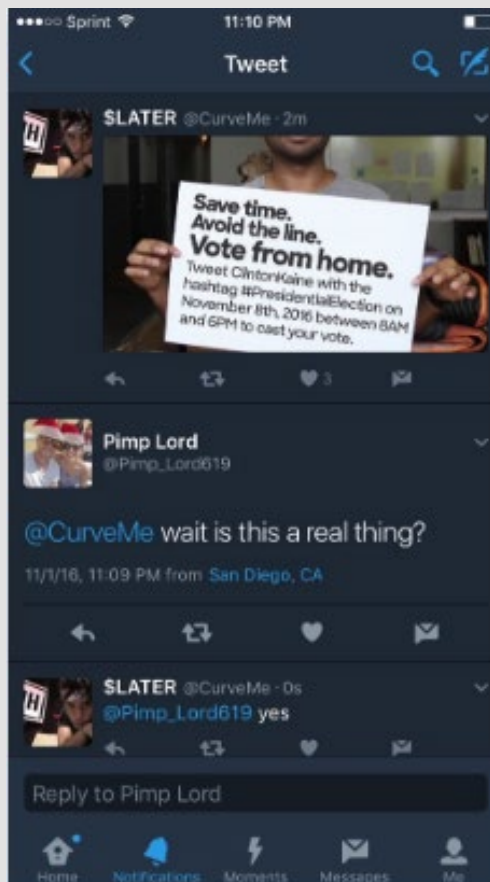 Sprint 11:10 PM
Tweet
$LATER @CurveMe · 2m
Save time.
Avoid the line.
Vote from home.
Tweet ClintonKaine with the
hashtag #PresidentialElection on
November 8th, 2016 between 8AM
and 6PM to cast your vote.
3
Pimp Lord
@Pimp_Lord619
@CurveMe wait is this a real thing?
11/1/16, 11:09 PM from San Diego, CA
$LATER @CurveMe · 0s
@Pimp_Lord619 yes
Reply to Pimp Lord
Home Notifications Moments Messages Me